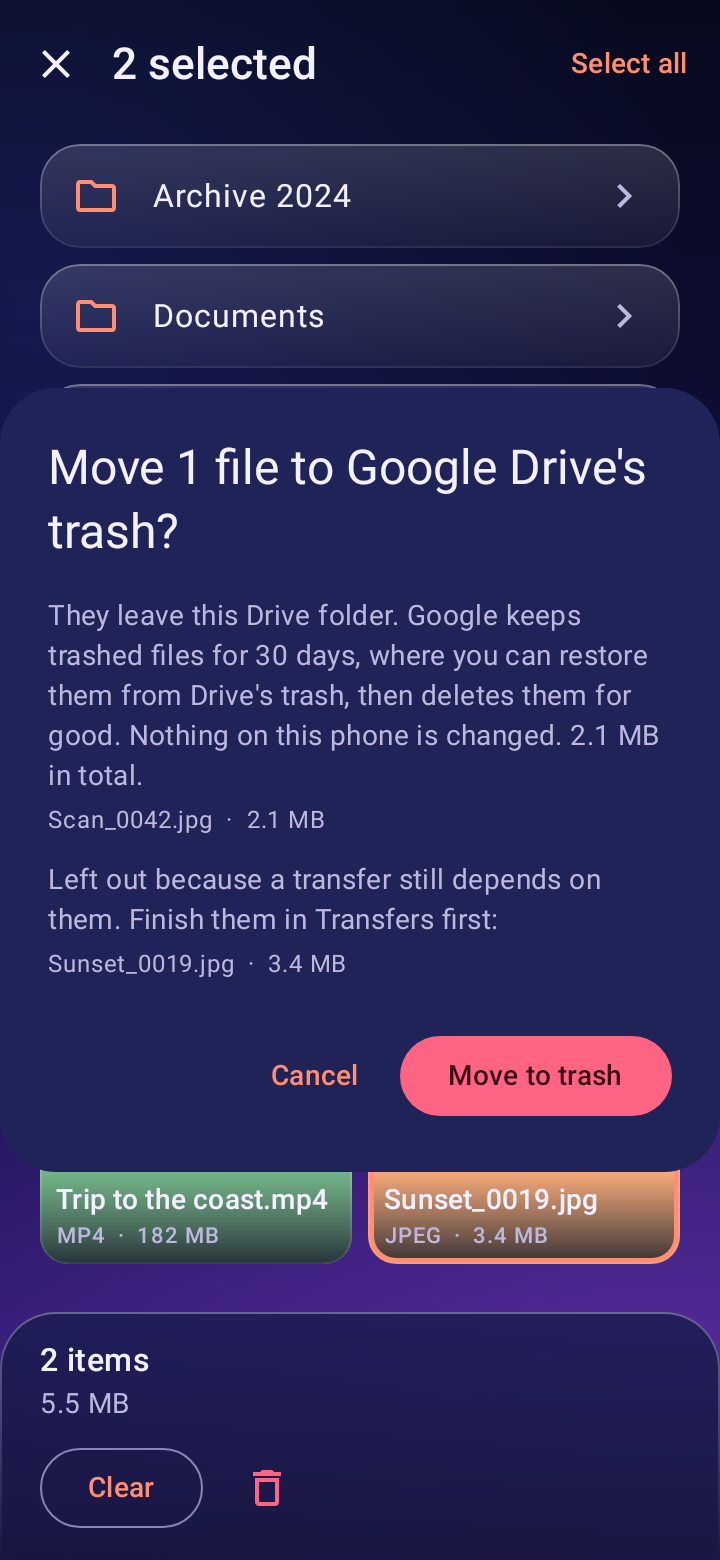 2 selected
Select all
Archive 2024
Documents
Move 1 file to Google Drive's
trash?
They leave this Drive folder. Google keeps
trashed files for 30 days, where you can restore
them from Drive's trash, then deletes them for
good. Nothing on this phone is changed. 2.1 MB
in total.
Scan_0042.jpg · 2.1 MB
Left out because a transfer still depends on
them. Finish them in Transfers first:
Sunset_0019.jpg · 3.4 MB
Cancel
Move to trash
Trip to the coast.mp4
MP4 · 182 MB
Sunset_0019.jpg
JPEG · 3.4 MB
2 items
5.5 MB
Clear